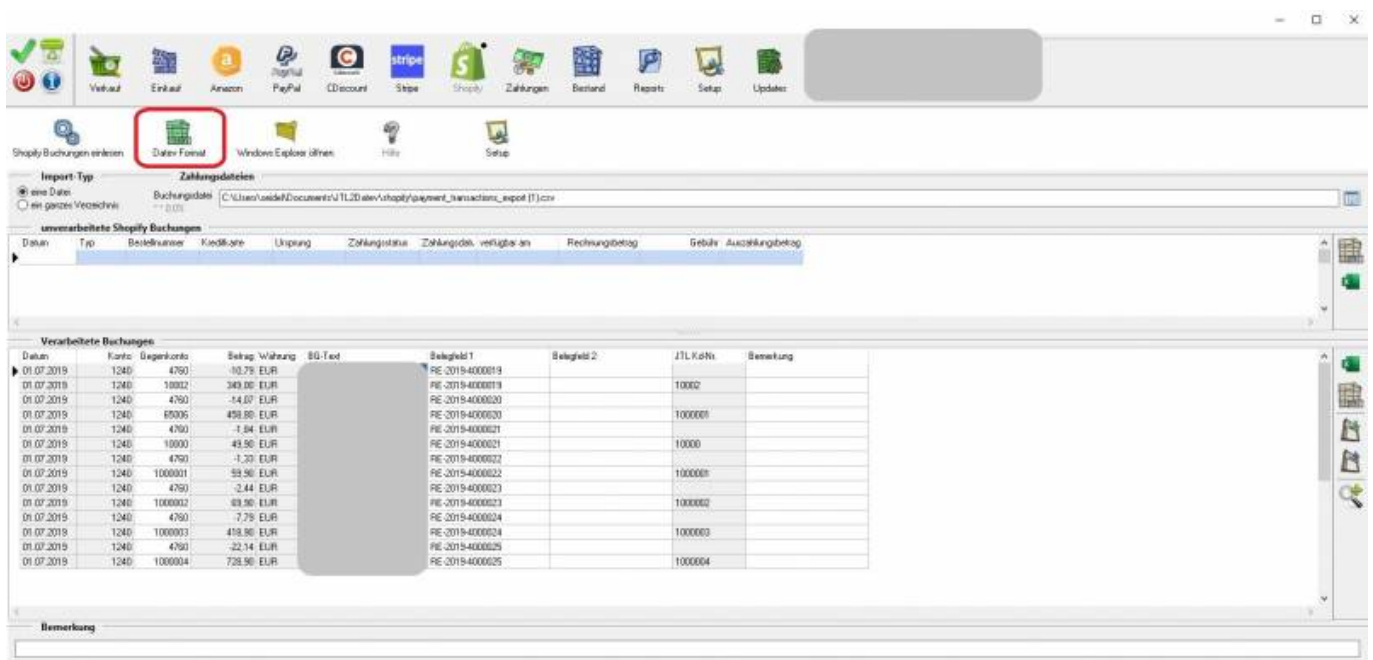 Verkauf Einkauf Amazon PayPal CDiscount Stripe Shopify Zahlungen Bestand Reports Setup Updates
Shopify Buchungen einlesen Datev Format Windows Explorer öffnen Hilfe Setup
Import-Typ Zahlungsdateien
eine Datei
ein ganzes Verzeichnis
Buchungsdatei C:\Users\seidel\Documents\JTL2Datev\shopify\payment_transactions_export (1).csv
unverarbeitete Shopify Buchungen
Datum Typ Bestellnummer Kreditkarte Ursprung Zahlungsstatus Zahlungsdatu verfügbar am Rechnungsbetrag Gebühr Auszahlungsbetrag
Verarbeitete Buchungen
Datum Konto Gegenkonto Betrag Währung BG-Text Belegfeld 1 Belegfeld 2 JTL KdNr. Bemerkung
01.07.2019 1240 4760 -10,79 EUR RE-2019-4000019
01.07.2019 1240 10002 349,00 EUR RE-2019-4000019 10002
01.07.2019 1240 4760 -14,07 EUR RE-2019-4000020
01.07.2019 1240 65006 458,80 EUR RE-2019-4000020 1000001
01.07.2019 1240 4760 -1,84 EUR RE-2019-4000021
01.07.2019 1240 10000 49,90 EUR RE-2019-4000021 10000
01.07.2019 1240 4760 -1,33 EUR RE-2019-4000022
01.07.2019 1240 1000001 59,90 EUR RE-2019-4000022 1000001
01.07.2019 1240 4760 -2,44 EUR RE-2019-4000023
01.07.2019 1240 1000002 EUR RE-2019-4000023 1000002
01.07.2019 1240 4760 -7,79 EUR RE-2019-4000024
01.07.2019 1240 1000003 418,90 EUR RE-2019-4000024 1000003
01.07.2019 1240 4760 -22,14 EUR RE-2019-4000025
01.07.2019 1240 1000004 728,90 EUR RE-2019-4000025 1000004
Bemerkung